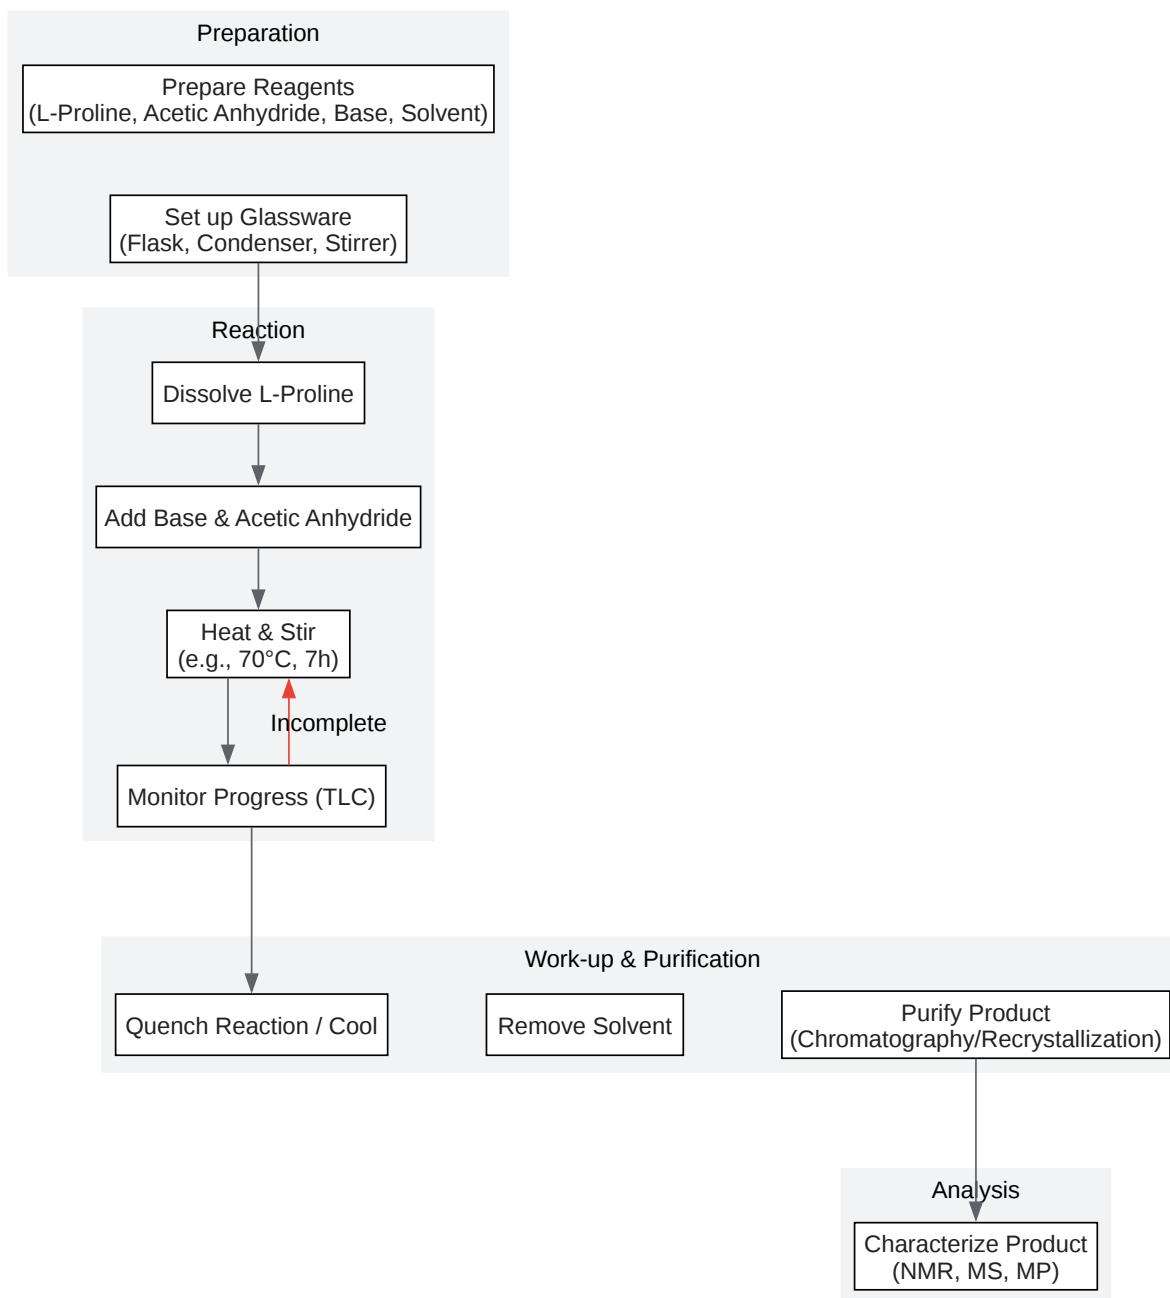 Preparation
Prepare Reagents
(L-Proline, Acetic Anhydride, Base, Solvent)
Set up Glassware
(Flask, Condenser, Stirrer)
Reaction
Dissolve L-Proline
Add Base & Acetic Anhydride
Heat & Stir
(e.g., 70°C, 7h)
Incomplete
Monitor Progress (TLC)
Work-up & Purification
Quench Reaction / Cool
Remove Solvent
Purify Product
(Chromatography/Recrystallization)
Analysis
Characterize Product
(NMR, MS, MP)